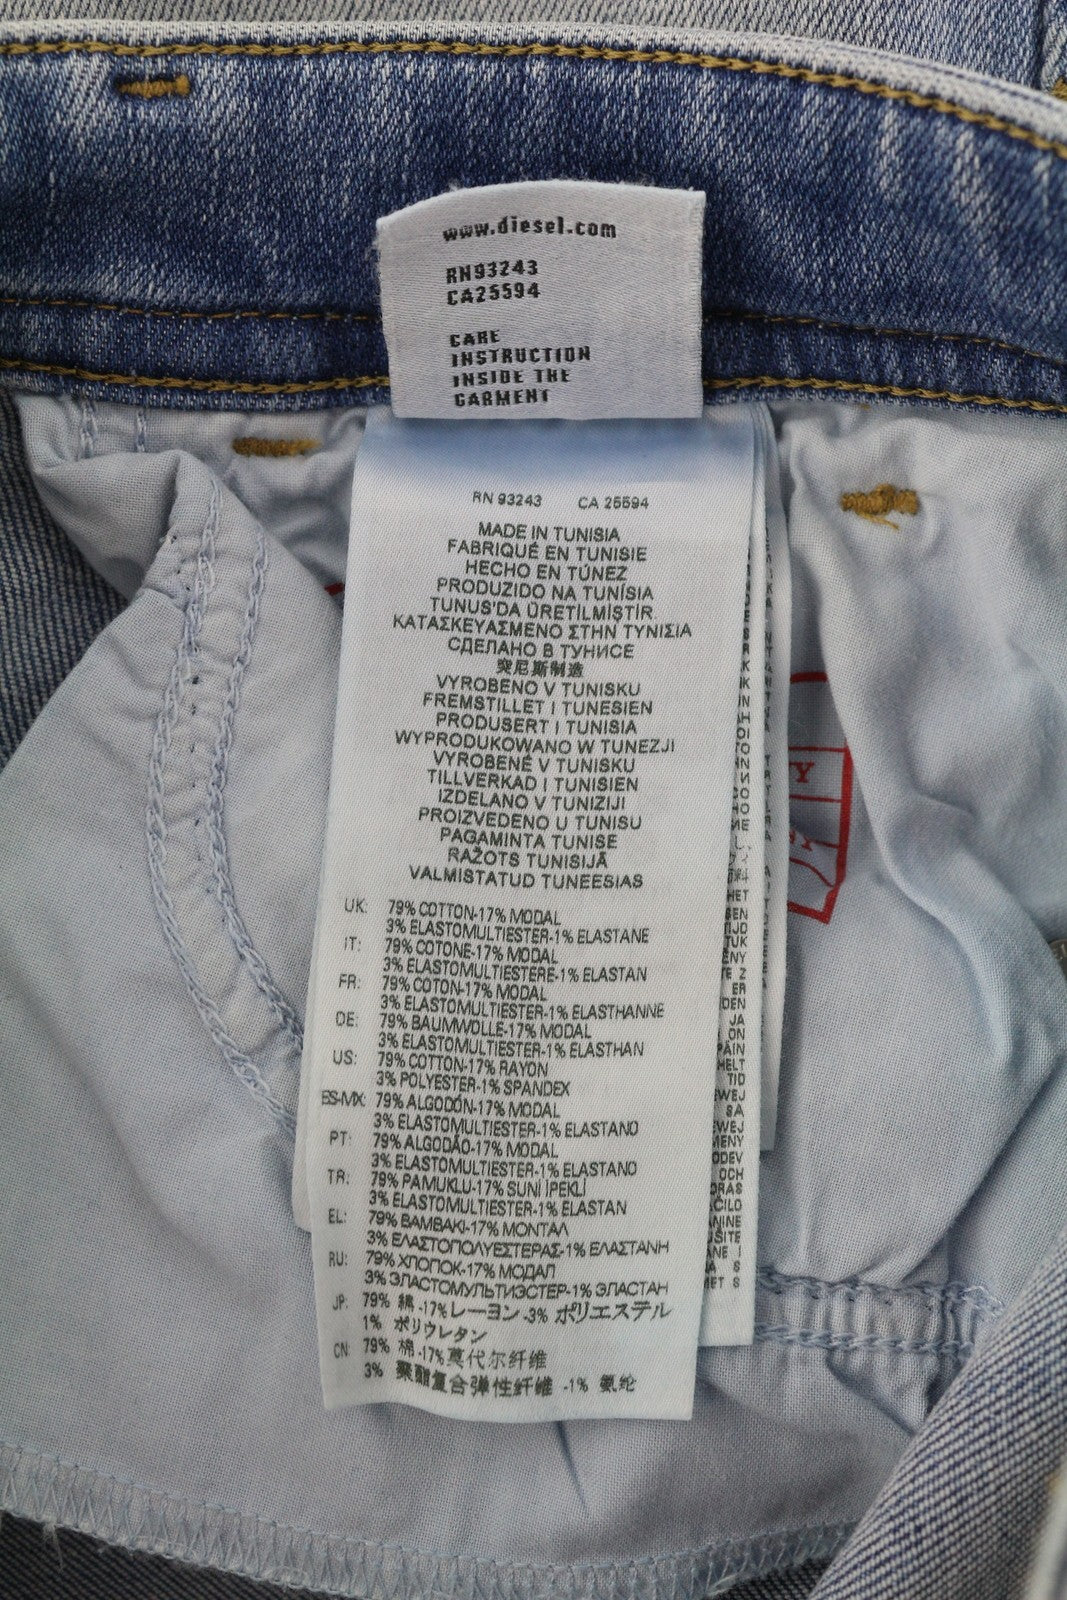 www.diesel.com
RN93243
CA25594
CARE
INSTRUCTION
INSIDE THE
GARMENT
RN 93243 CA 25594
MADE IN TUNISIA
FABRIQUÉ EN TUNISIE
HECHO EN TÚNEZ
PRODUZIDO NA TUNÍSIA
TUNUS'DA ÜRETİLMİŞTİR
ΚΑΤΑΣΚΕΥΑΣΜΕΝΟ ΣΤΗΝ ΤΥΝΙΣΙΑ
СДЕЛАНО В ТУНИСЕ
突尼斯制造
VYROBENO V TUNISKU
FREMSTILLET I TUNESIEN
PRODUSERT I TUNISIA
WYPRODUKOWANO W TUNEZJI
VYROBENÉ V TUNISKU
TILLVERKAD I TUNISIEN
IZDELANO V TUNIZIJI
PROIZVEDENO U TUNISU
PAGAMINTA TUNISE
RAŽOTS TUNISIJĀ
VALMISTATUD TUNEESIAS
UK: 79% COTTON-17% MODAL
3% ELASTOMULTIESTER-1% ELASTANE
IT: 79% COTONE-17% MODAL
3% ELASTOMULTIESTERE-1% ELASTAN
FR: 79% COTON-17% MODAL
3% ELASTOMULTIESTER-1% ELASTHANNE
DE: 79% BAUMWOLLE-17% MODAL
3% ELASTOMULTIESTER-1% ELASTHAN
US: 79% COTTON-17% RAYON
3% POLYESTER-1% SPANDEX
ES-MX: 79% ALGODÓN-17% MODAL
3% ELASTOMULTIESTER-1% ELASTANO
PT: 79% ALGODÃO-17% MODAL
3% ELASTOMULTIESTER-1% ELASTANO
TR: 79% PAMUKLU-17% SUNİ İPEKLİ
3% ELASTOMULTIESTER-1% ELASTAN
EL: 79% ΒΑΜΒΑΚΙ-17% ΜΟΝΤΑΛ
3% ΕΛΑΣΤΟΠΟΛΥΕΣΤΕΡΑΣ-1% ΕΛΑΣΤΑΝΗ
RU: 79% ХЛОПОК-17% МОДАЛ
3% ЭЛАСТОМУЛЬТИЭСТЕР-1% ЭЛАСТАН
JP: 79% 綿 -17% レーヨン -3% ポリエステル
1% ポリウレタン
CN: 79% 棉 -17% 莫代尔纤维
3% 聚酯复合弹性纤维 -1% 氨纶